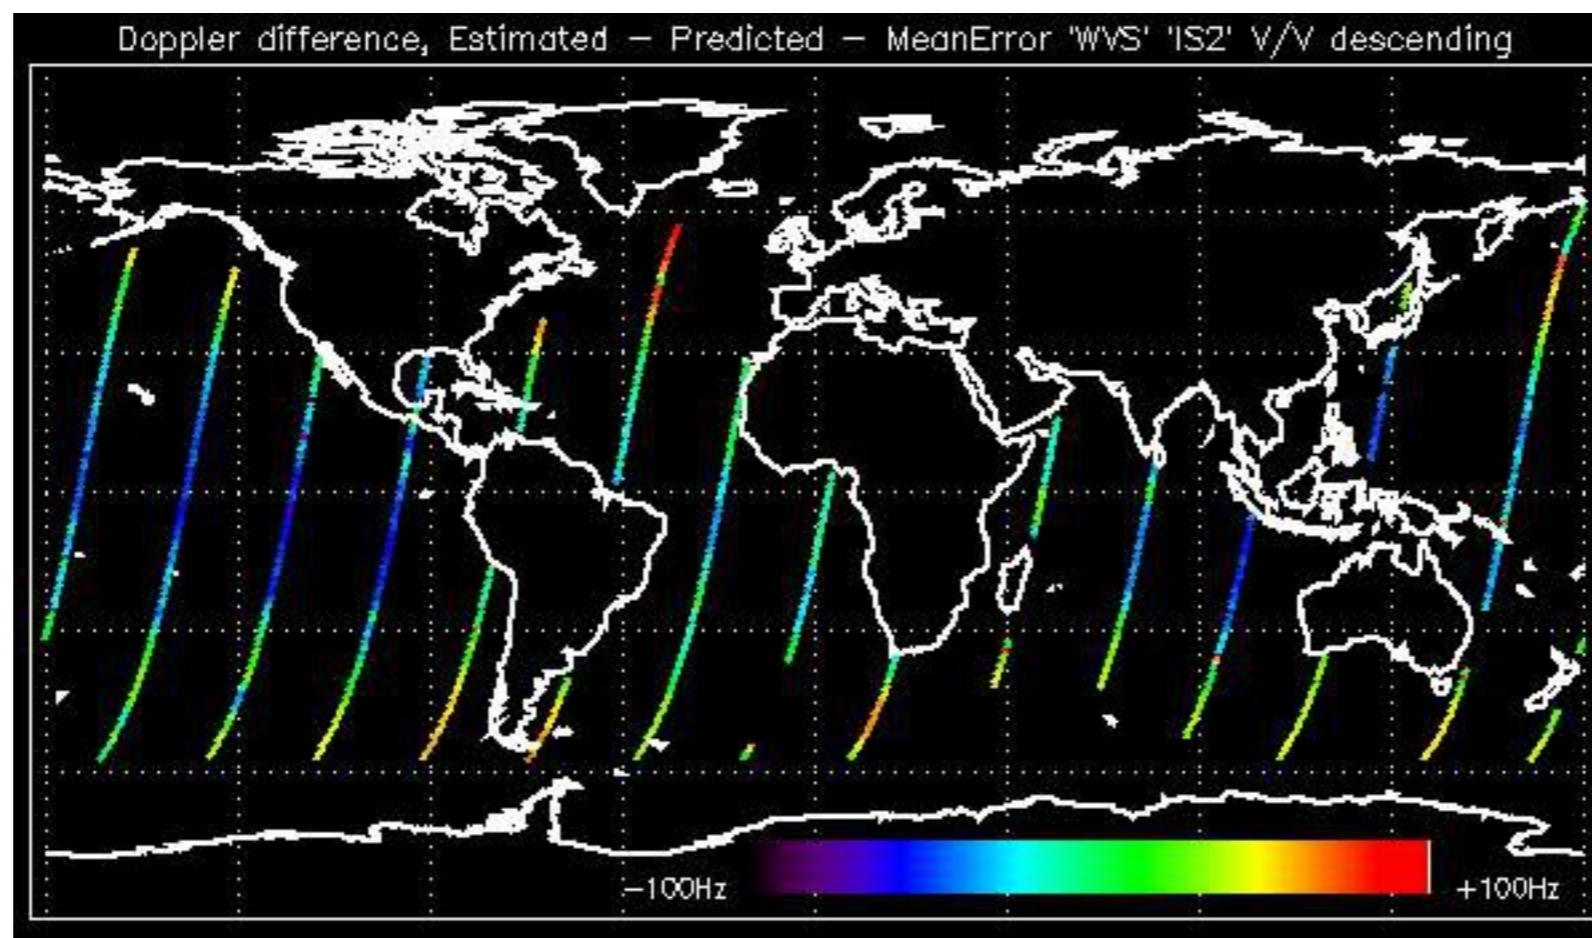 Doppler difference, Estimated - Predicted - MeanError 'WVS' 'IS2' V/V descending
-100Hz +100Hz